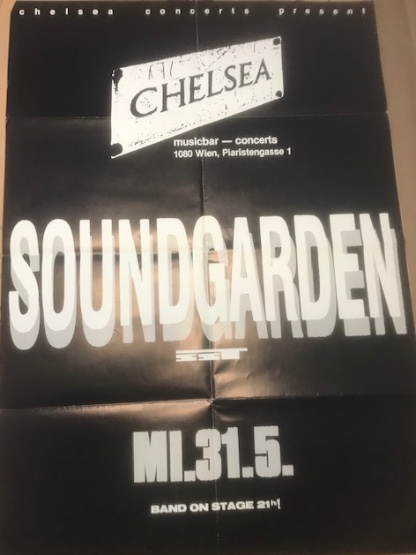 chelsea concerts present
CHELSEA
musicbar — concerts
1080 Wien, Piaristengasse 1
SOUNDGARDEN
SST
MI.31.5.
BAND ON STAGE 21h!